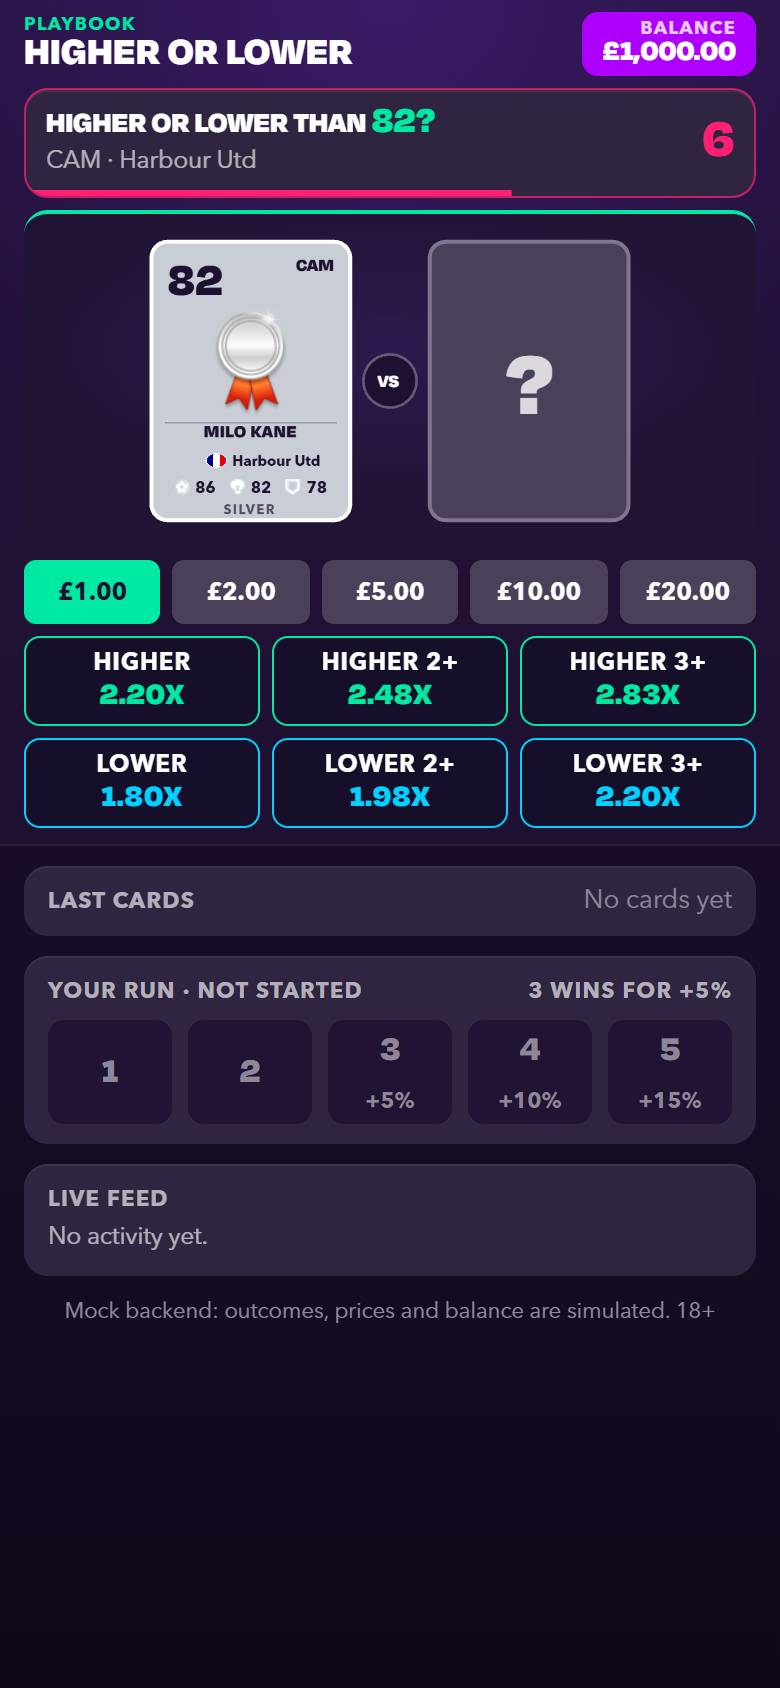 PLAYBOOK
HIGHER OR LOWER
BALANCE
£1,000.00
HIGHER OR LOWER THAN 82?
CAM · Harbour Utd
6
82
CAM
MILO KANE
Harbour Utd
86 82 78
SILVER
VS
?
£1.00 £2.00 £5.00 £10.00 £20.00
HIGHER HIGHER 2+ HIGHER 3+
2.20X 2.48X 2.83X
LOWER LOWER 2+ LOWER 3+
1.80X 1.98X 2.20X
LAST CARDS No cards yet
YOUR RUN · NOT STARTED 3 WINS FOR +5%
1 2 3 4 5
+5% +10% +15%
LIVE FEED
No activity yet.
Mock backend: outcomes, prices and balance are simulated. 18+